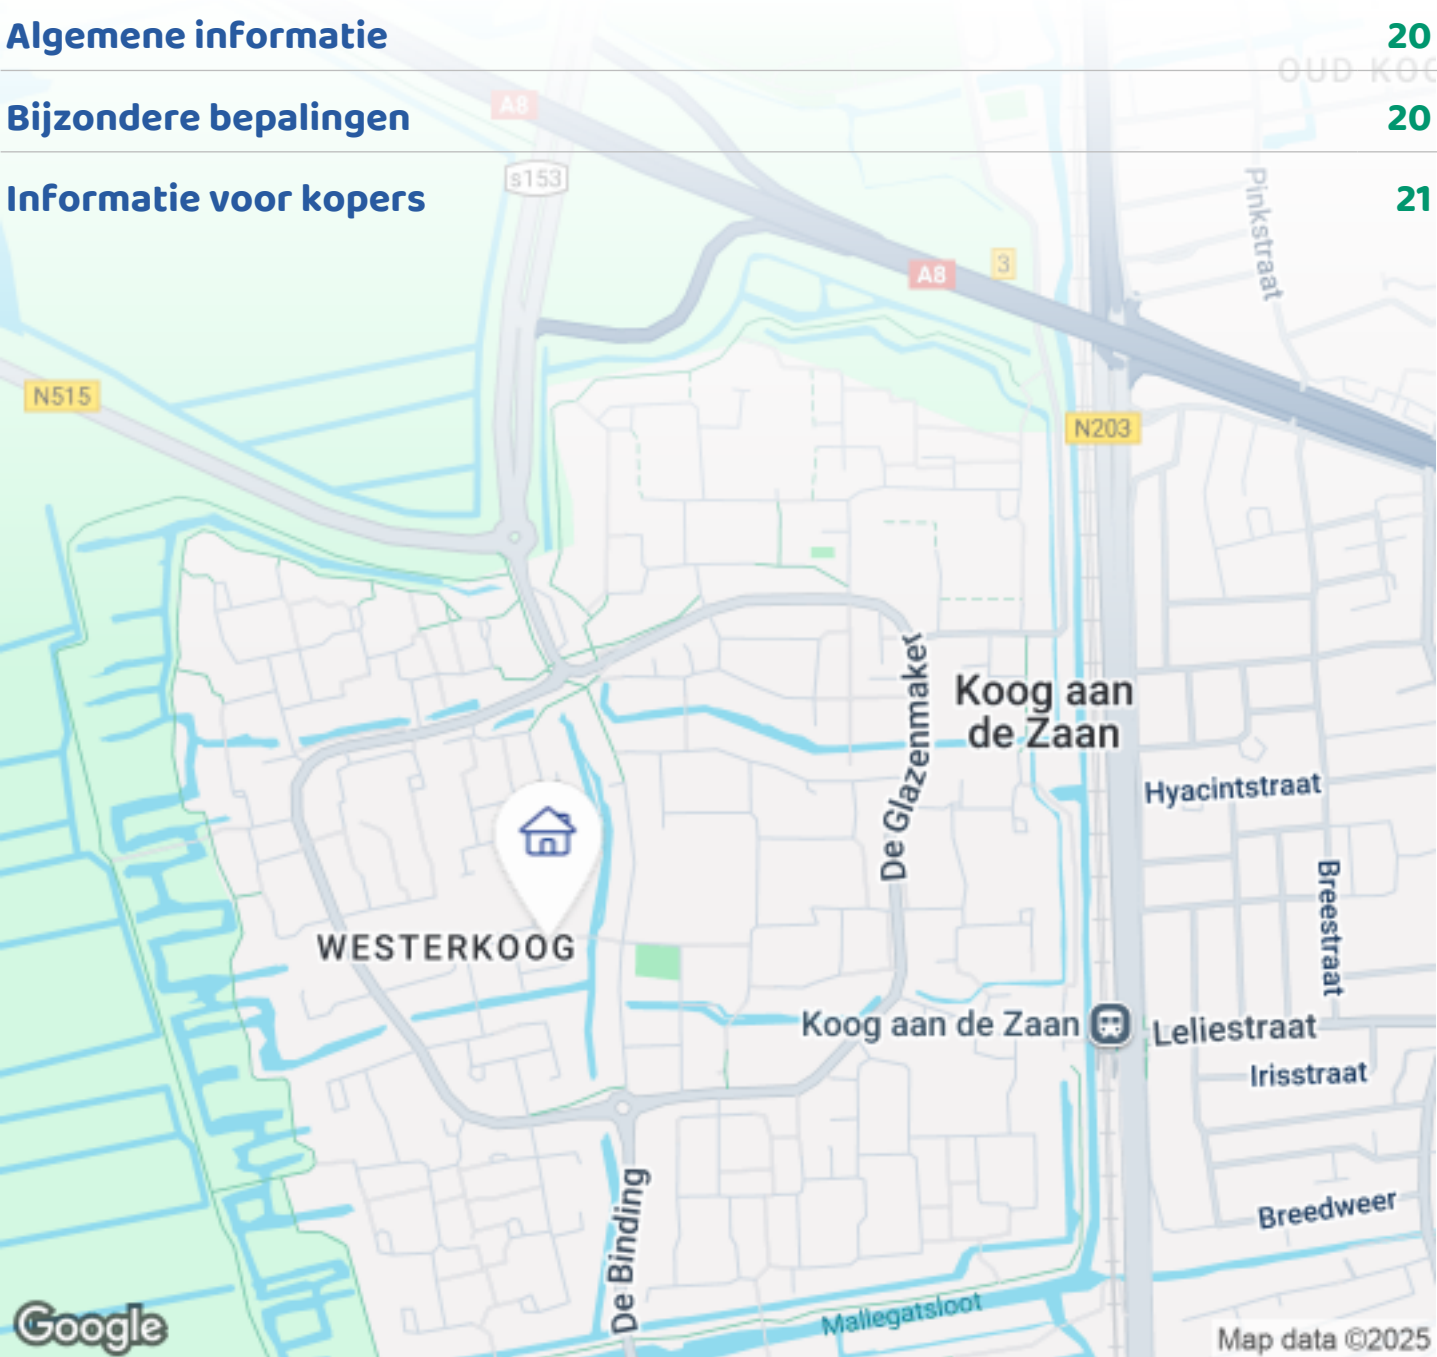 Algemene informatie 20
OUD KOO
Bijzondere bepalingen 20
A8
s153
Informatie voor kopers 21
Pinkstraat
A8
3
N515
N203
De Glazenmaker
Koog aan
de Zaan
Hyacintstraat
Breestraat
WESTERKOOG
Koog aan de Zaan
Leliestraat
Irisstraat
De Binding
Breedweer
Mallegatsloot
Google
Map data ©2025